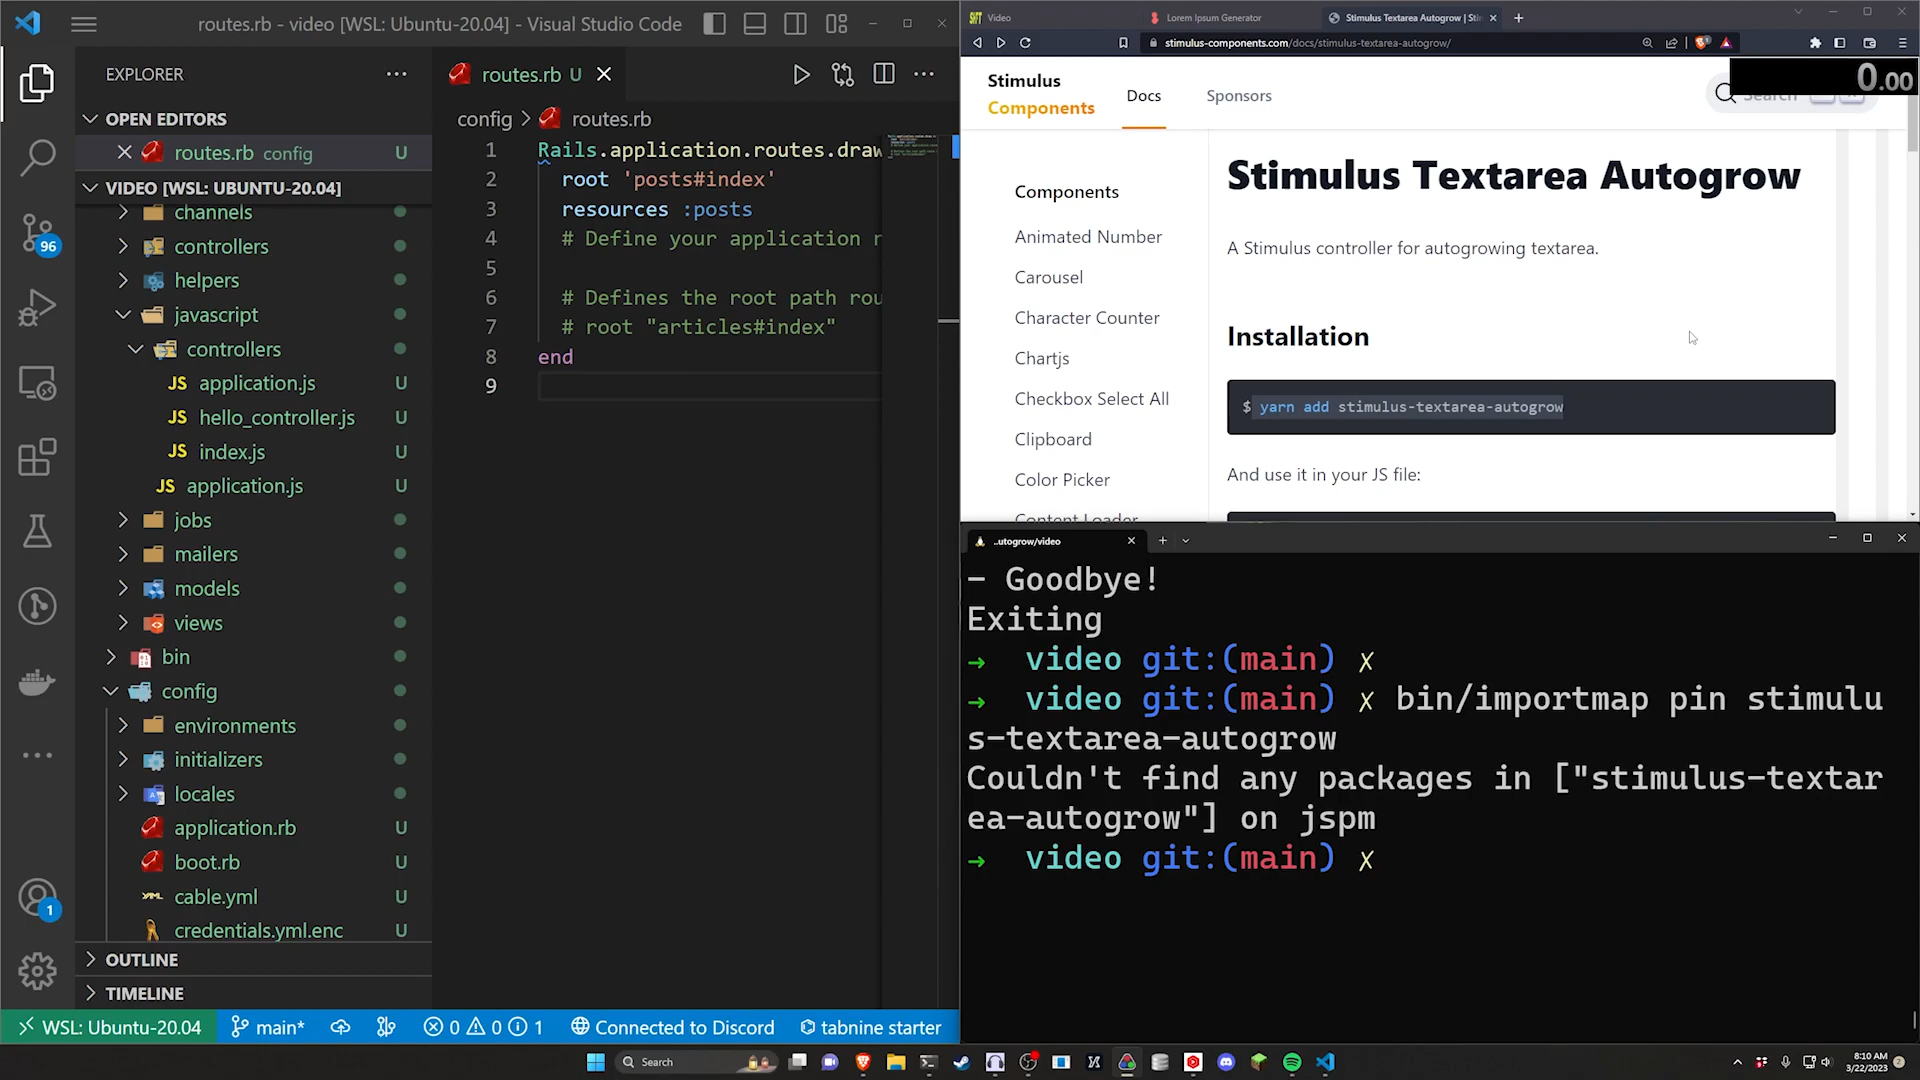 routes.rb - video [WSL: Ubuntu-20.04] - Visual Studio Code
EXPLORER
OPEN EDITORS
routes.rb config U
VIDEO [WSL: UBUNTU-20.04]
channels
controllers
helpers
javascript
controllers
JS application.js U
JS hello_controller.js U
JS index.js U
JS application.js U
jobs
mailers
models
views
bin
config
environments
initializers
locales
application.rb U
boot.rb U
cable.yml U
credentials.yml.enc U
OUTLINE
TIMELINE
96
1
routes.rb U
config > routes.rb
1 Rails.application.routes.draw
2 root 'posts#index'
3 resources :posts
4 # Define your application r
5
6 # Defines the root path rou
7 # root "articles#index"
8 end
9
WSL: Ubuntu-20.04 main* 0 0 1 Connected to Discord tabnine starter
Video
Lorem Ipsum Generator
Stimulus Textarea Autogrow | Sti
stimulus-components.com/docs/stimulus-textarea-autogrow/
0.00
Stimulus
Components
Docs
Sponsors
Search
Components
Animated Number
Carousel
Character Counter
Chartjs
Checkbox Select All
Clipboard
Color Picker
Content Loader
Stimulus Textarea Autogrow
A Stimulus controller for autogrowing textarea.
Installation
$ yarn add stimulus-textarea-autogrow
And use it in your JS file:
..utogrow/video
- Goodbye!
Exiting
→ video git:(main) ✗
→ video git:(main) ✗ bin/importmap pin stimulu
s-textarea-autogrow
Couldn't find any packages in ["stimulus-textar
ea-autogrow"] on jspm
→ video git:(main) ✗
Search
8:10 AM
3/22/2023